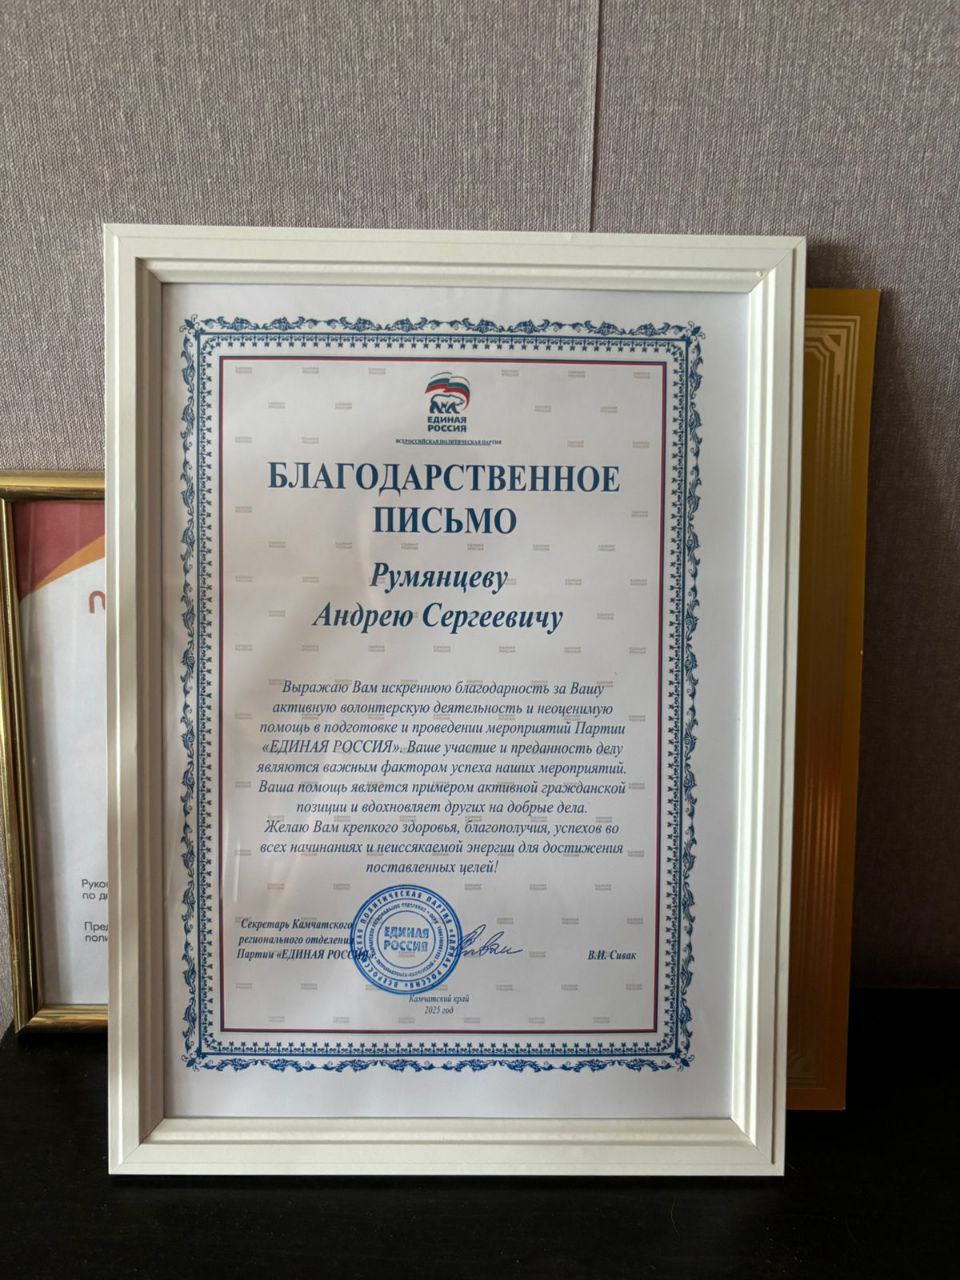 ЕДИНАЯ
РОССИЯ
ВСЕРОССИЙСКАЯ ПОЛИТИЧЕСКАЯ ПАРТИЯ
БЛАГОДАРСТВЕННОЕ
ПИСЬМО
Румянцеву
Андрею Сергеевичу
Выражаю Вам искреннюю благодарность за Вашу
активную волонтерскую деятельность и неоценимую
помощь в подготовке и проведении мероприятий Партии
«ЕДИНАЯ РОССИЯ». Ваше участие и преданность делу
являются важным фактором успеха наших мероприятий.
Ваша помощь является примером активной гражданской
позиции и вдохновляет других на добрые дела.
Желаю Вам крепкого здоровья, благополучия, успехов во
всех начинаниях и неиссякаемой энергии для достижения
поставленных целей!
Секретарь Камчатского
регионального отделения
Партии «ЕДИНАЯ РОССИЯ»
ЕДИНАЯ
РОССИЯ
В.И. Сивак
Камчатский край
2025 год